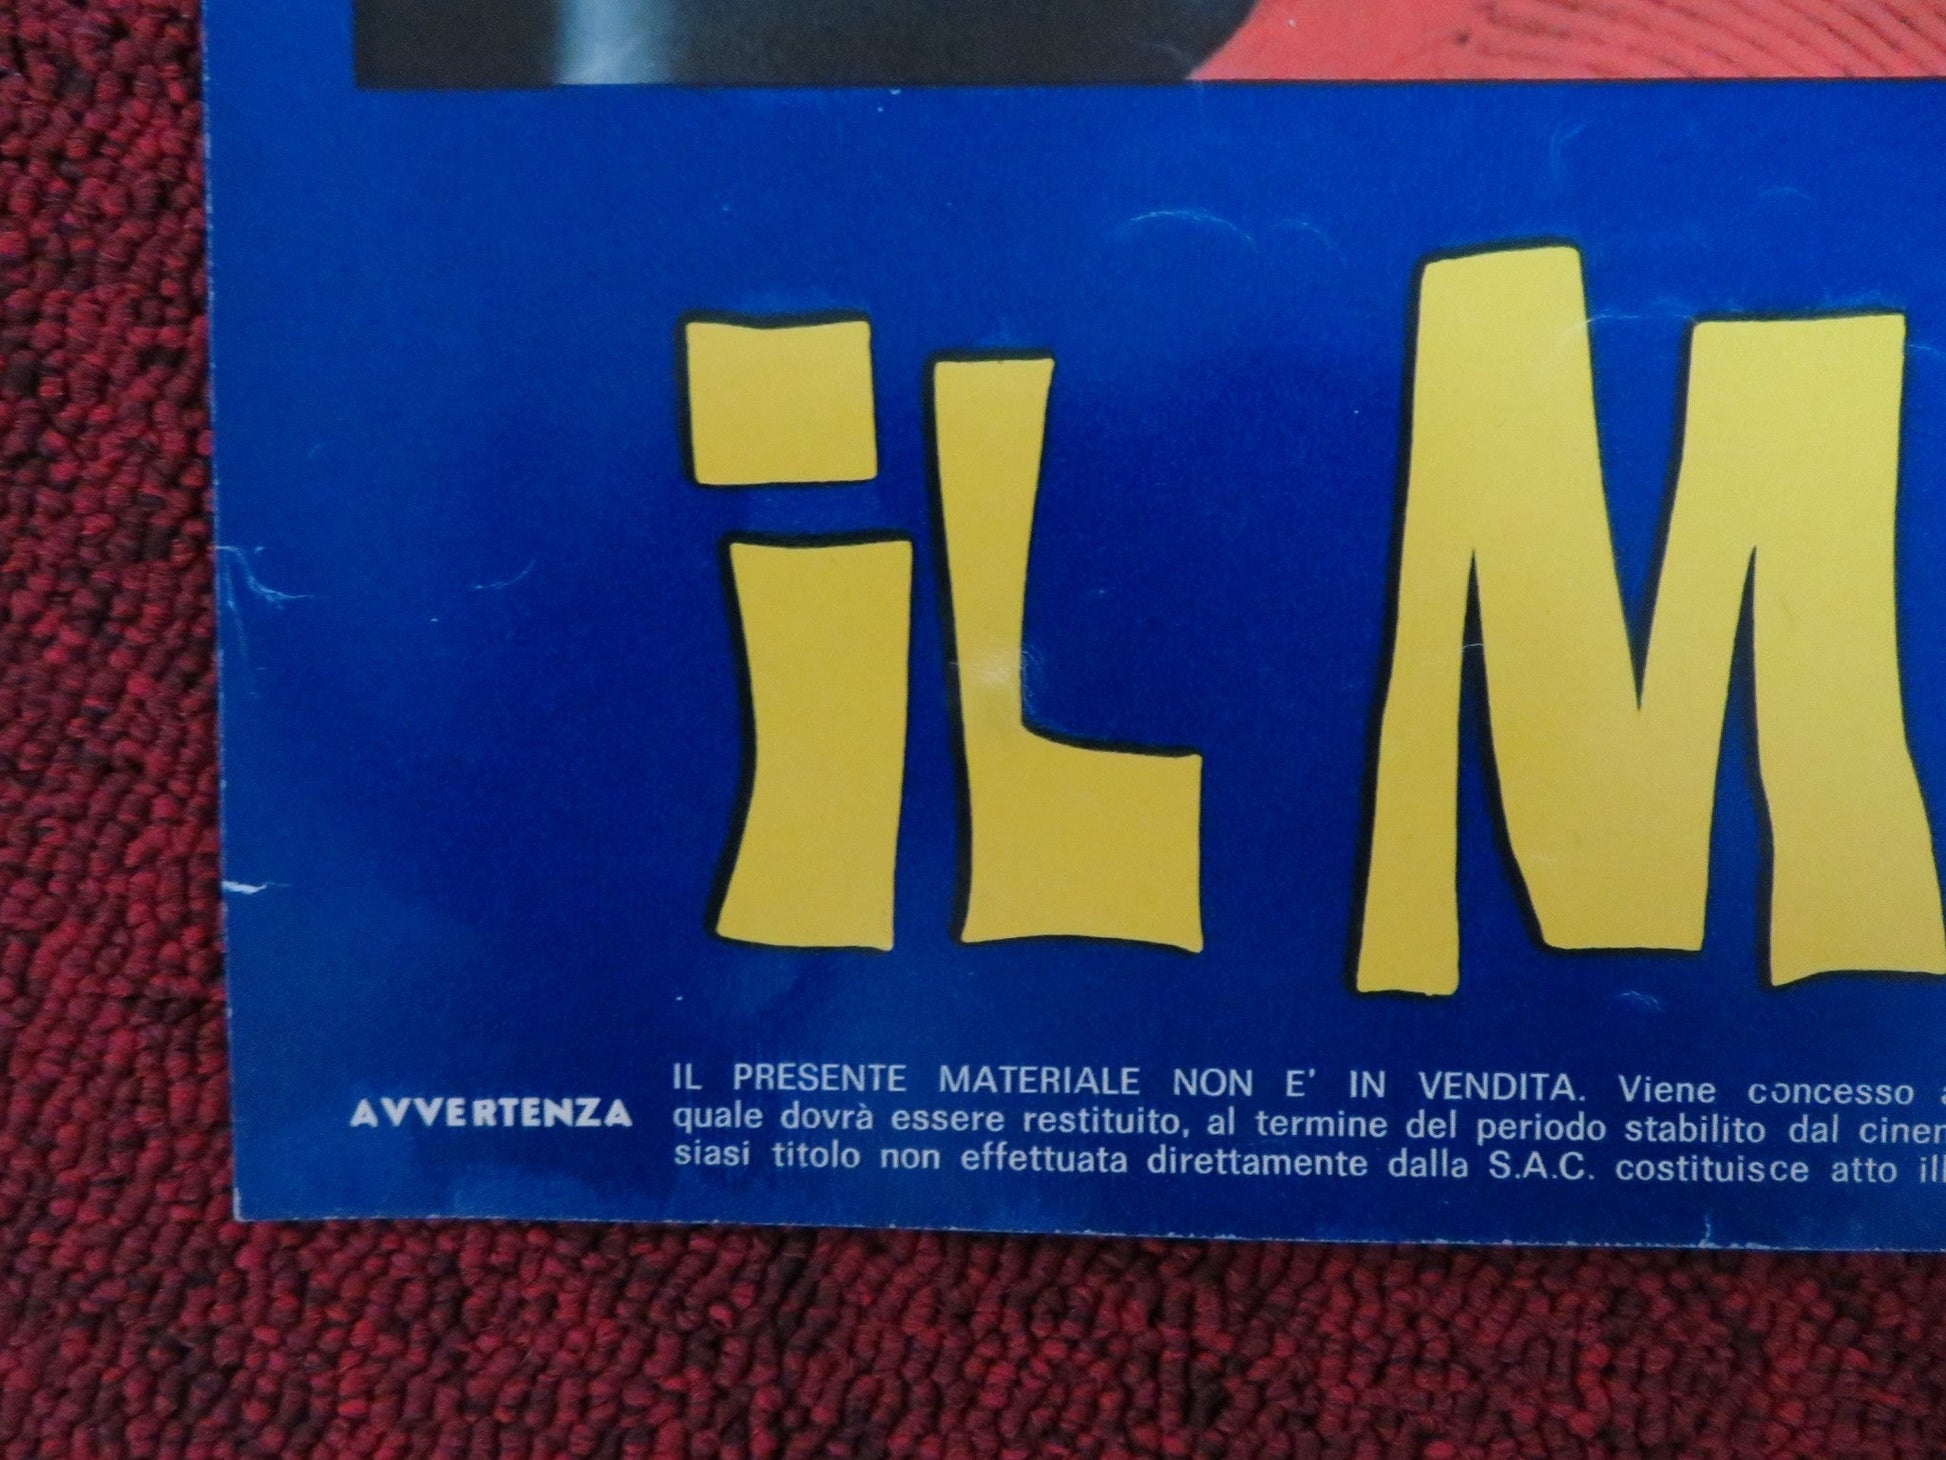 iL M
AVVERTENZA
IL PRESENTE MATERIALE NON E' IN VENDITA. Viene concesso
quale dovrà essere restituito, al termine del periodo stabilito dal
siasi titolo non effettuata direttamente dalla S.A.C. costituisce atto